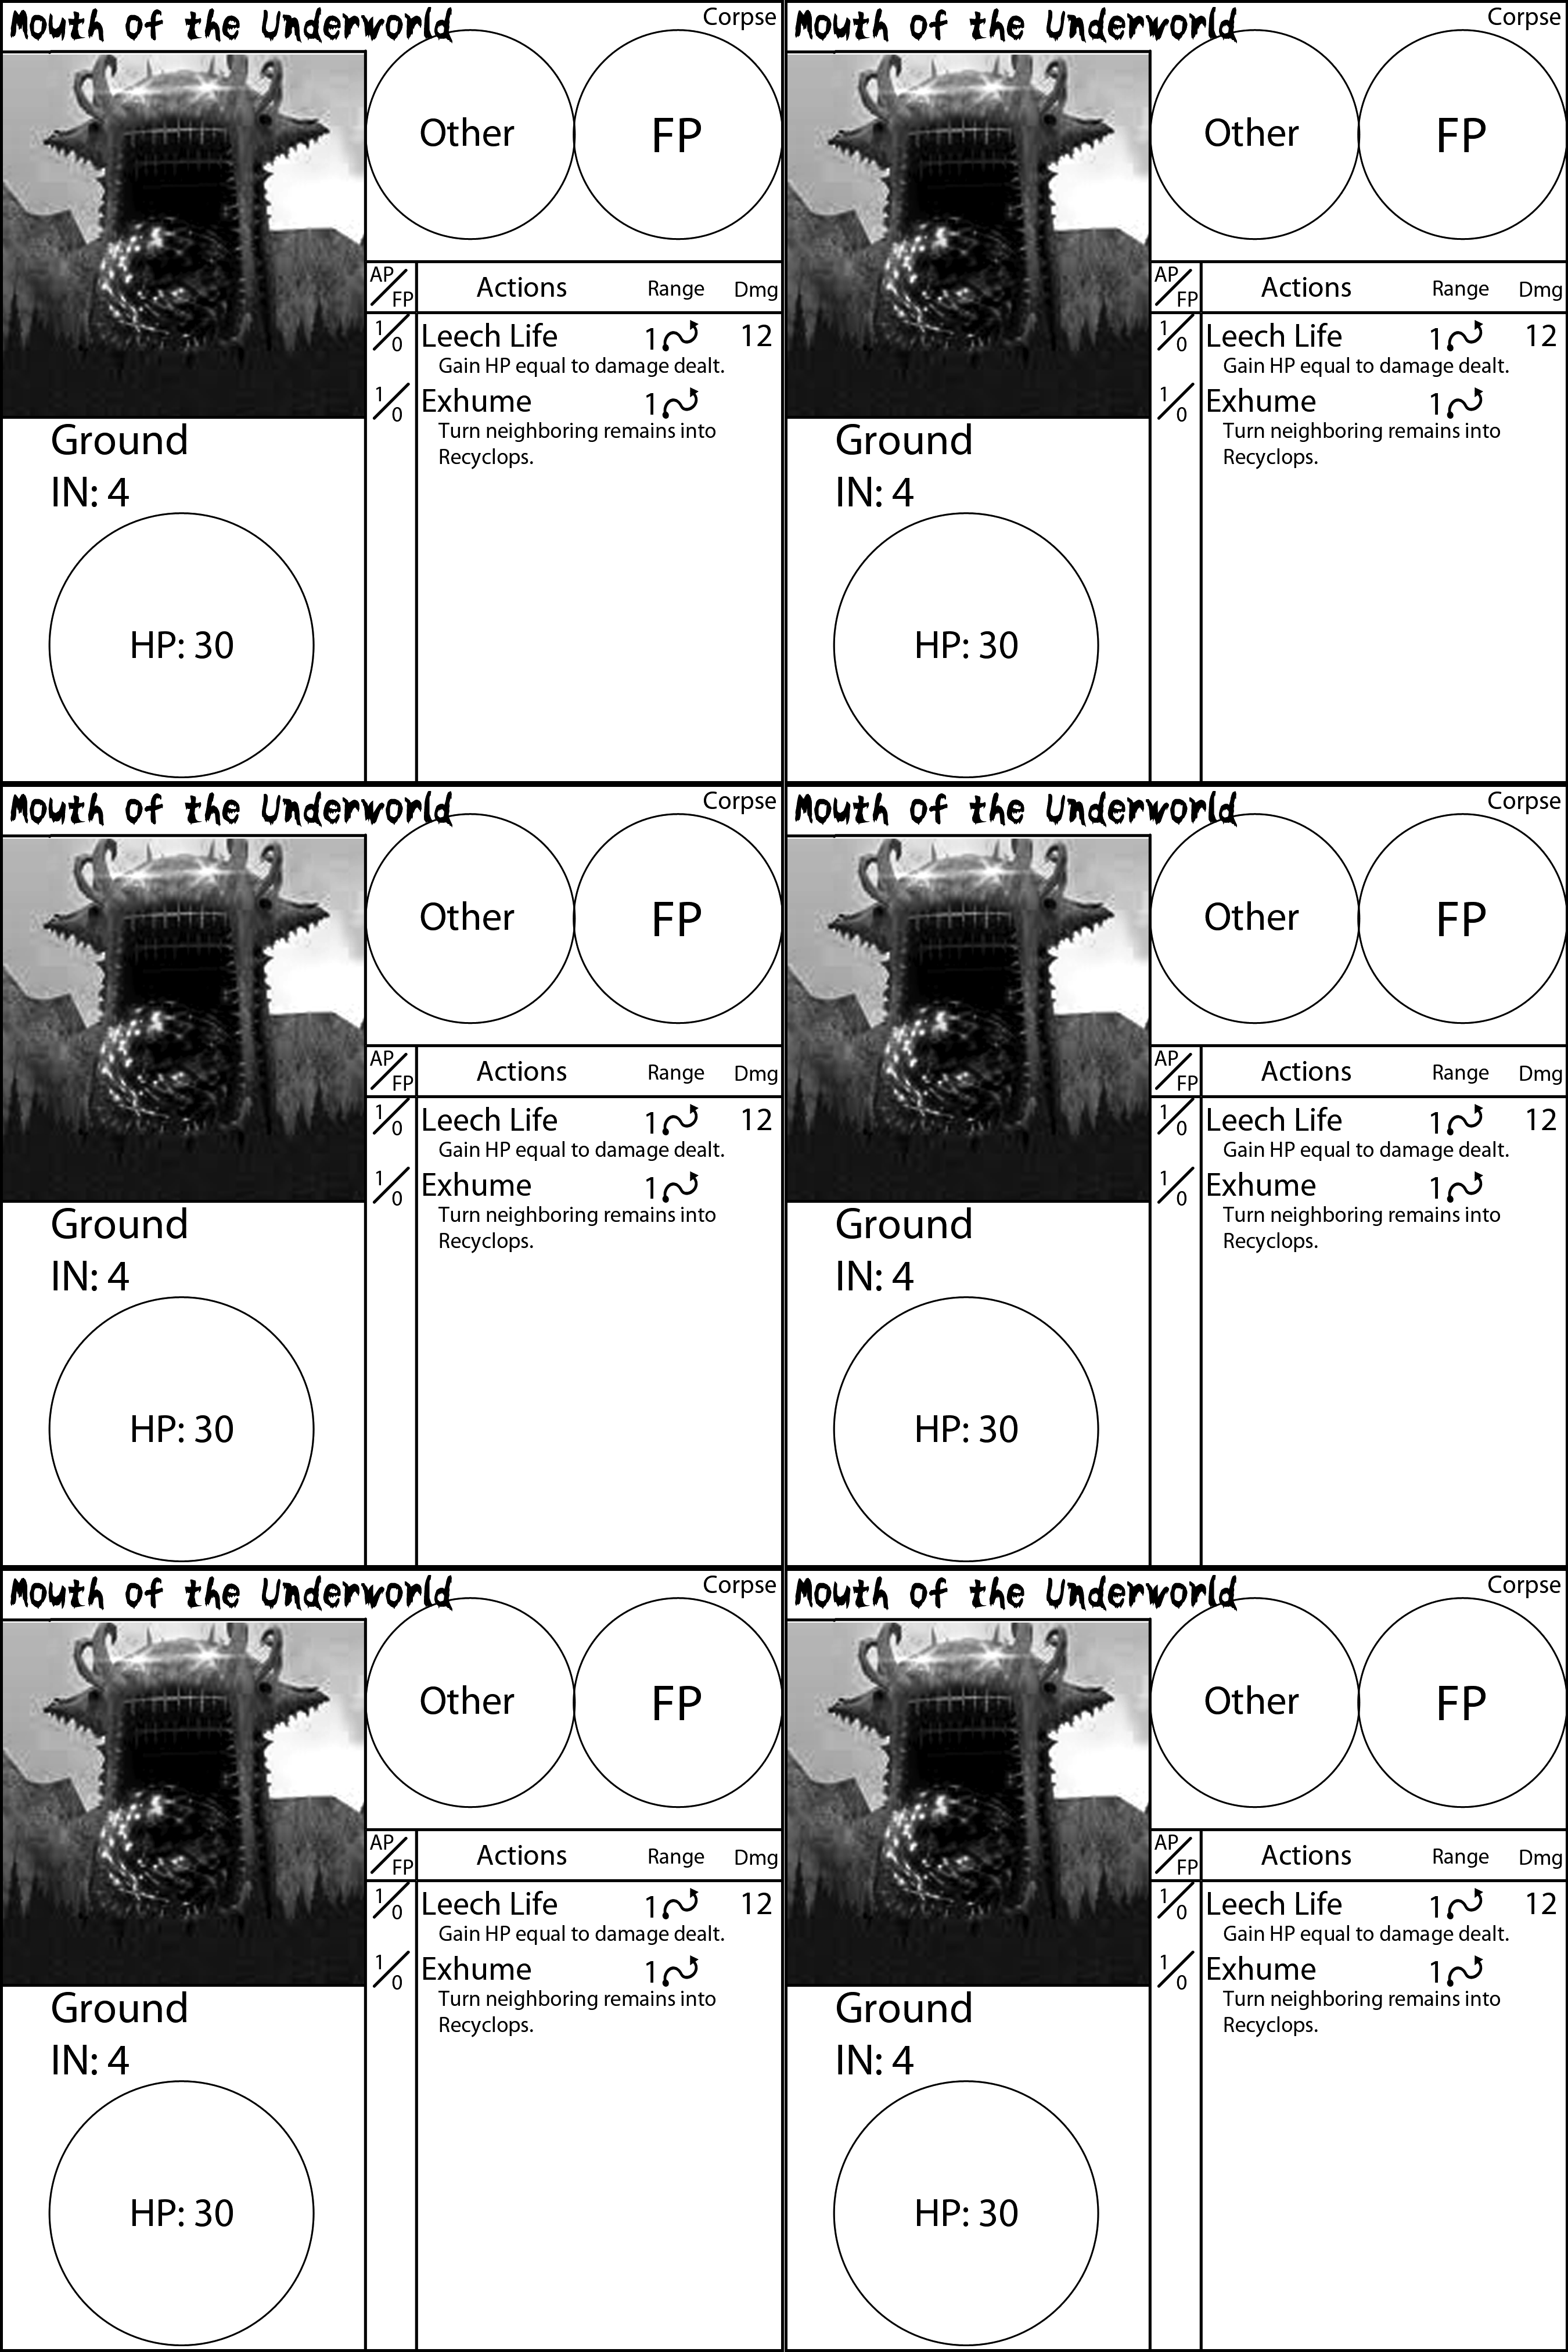 Mouth of the Underworld
Corpse
Other
FP
AP/FP Actions Range Dmg
1/0 Leech Life 1 12
Gain HP equal to damage dealt.
1/0 Exhume 1
Turn neighboring remains into
Recyclops.
Ground
IN: 4
HP: 30
Mouth of the Underworld
Corpse
Other
FP
AP/FP Actions Range Dmg
1/0 Leech Life 1 12
Gain HP equal to damage dealt.
1/0 Exhume 1
Turn neighboring remains into
Recyclops.
Ground
IN: 4
HP: 30
Mouth of the Underworld
Corpse
Other
FP
AP/FP Actions Range Dmg
1/0 Leech Life 1 12
Gain HP equal to damage dealt.
1/0 Exhume 1
Turn neighboring remains into
Recyclops.
Ground
IN: 4
HP: 30
Mouth of the Underworld
Corpse
Other
FP
AP/FP Actions Range Dmg
1/0 Leech Life 1 12
Gain HP equal to damage dealt.
1/0 Exhume 1
Turn neighboring remains into
Recyclops.
Ground
IN: 4
HP: 30
Mouth of the Underworld
Corpse
Other
FP
AP/FP Actions Range Dmg
1/0 Leech Life 1 12
Gain HP equal to damage dealt.
1/0 Exhume 1
Turn neighboring remains into
Recyclops.
Ground
IN: 4
HP: 30
Mouth of the Underworld
Corpse
Other
FP
AP/FP Actions Range Dmg
1/0 Leech Life 1 12
Gain HP equal to damage dealt.
1/0 Exhume 1
Turn neighboring remains into
Recyclops.
Ground
IN: 4
HP: 30